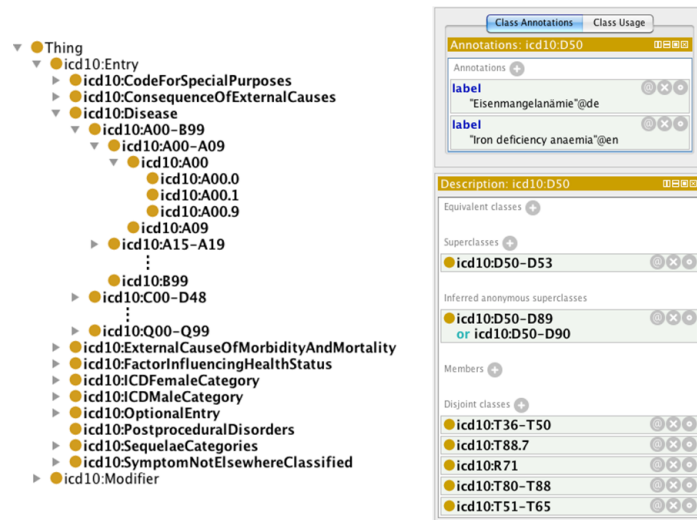 Thing
icd10:Entry
icd10:CodeForSpecialPurposes
icd10:ConsequenceOfExternalCauses
icd10:Disease
icd10:A00-B99
icd10:A00-A09
icd10:A00
icd10:A00.0
icd10:A00.1
icd10:A00.9
icd10:A09
icd10:A15-A19
icd10:B99
icd10:C00-D48
icd10:Q00-Q99
icd10:ExternalCauseOfMorbidityAndMortality
icd10:FactorInfluencingHealthStatus
icd10:ICDFemaleCategory
icd10:ICDMaleCategory
icd10:OptionalEntry
icd10:PostproceduralDisorders
icd10:SequelaeCategories
icd10:SymptomNotElsewhereClassified
icd10:Modifier
Class Annotations Class Usage
Annotations: icd10:D50
Annotations
label
"Eisenmangelanämie"@de
label
"Iron deficiency anaemia"@en
Description: icd10:D50
Equivalent classes
Superclasses
icd10:D50-D53
Inferred anonymous superclasses
icd10:D50-D89
or icd10:D50-D90
Members
Disjoint classes
icd10:T36-T50
icd10:T88.7
icd10:R71
icd10:T80-T88
icd10:T51-T65